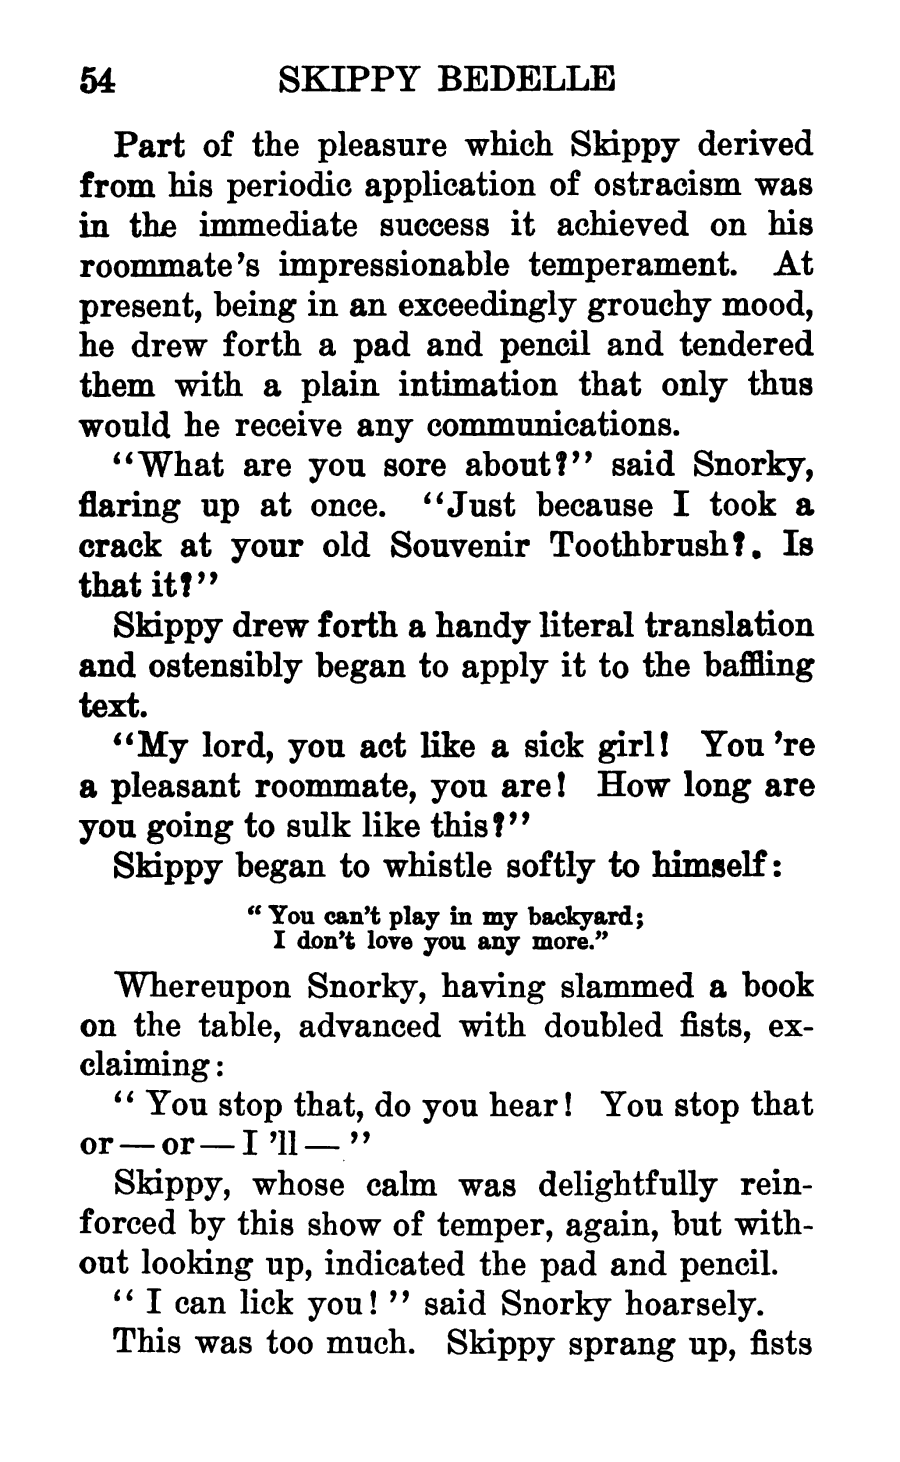 54 SKIPPY BEDELLE
Part of the pleasure which Skippy derived
from his periodic application of ostracism was
in the immediate success it achieved on his
roommate's impressionable temperament. At
present, being in an exceedingly grouchy mood,
he drew forth a pad and pencil and tendered
them with a plain intimation that only thus
would he receive any communications.
"What are you sore about?" said Snorky,
flaring up at once. "Just because I took a
crack at your old Souvenir Toothbrush?. Is
that it?"
Skippy drew forth a handy literal translation
and ostensibly began to apply it to the baffling
text.
"My lord, you act like a sick girl! You 're
a pleasant roommate, you are! How long are
you going to sulk like this?"
Skippy began to whistle softly to himself:
"You can't play in my backyard;
I don't love you any more."
Whereupon Snorky, having slammed a book
on the table, advanced with doubled fists, ex-
claiming:
" You stop that, do you hear! You stop that
or — or — I 'll — "
Skippy, whose calm was delightfully rein-
forced by this show of temper, again, but with-
out looking up, indicated the pad and pencil.
" I can lick you! " said Snorky hoarsely.
This was too much. Skippy sprang up, fists